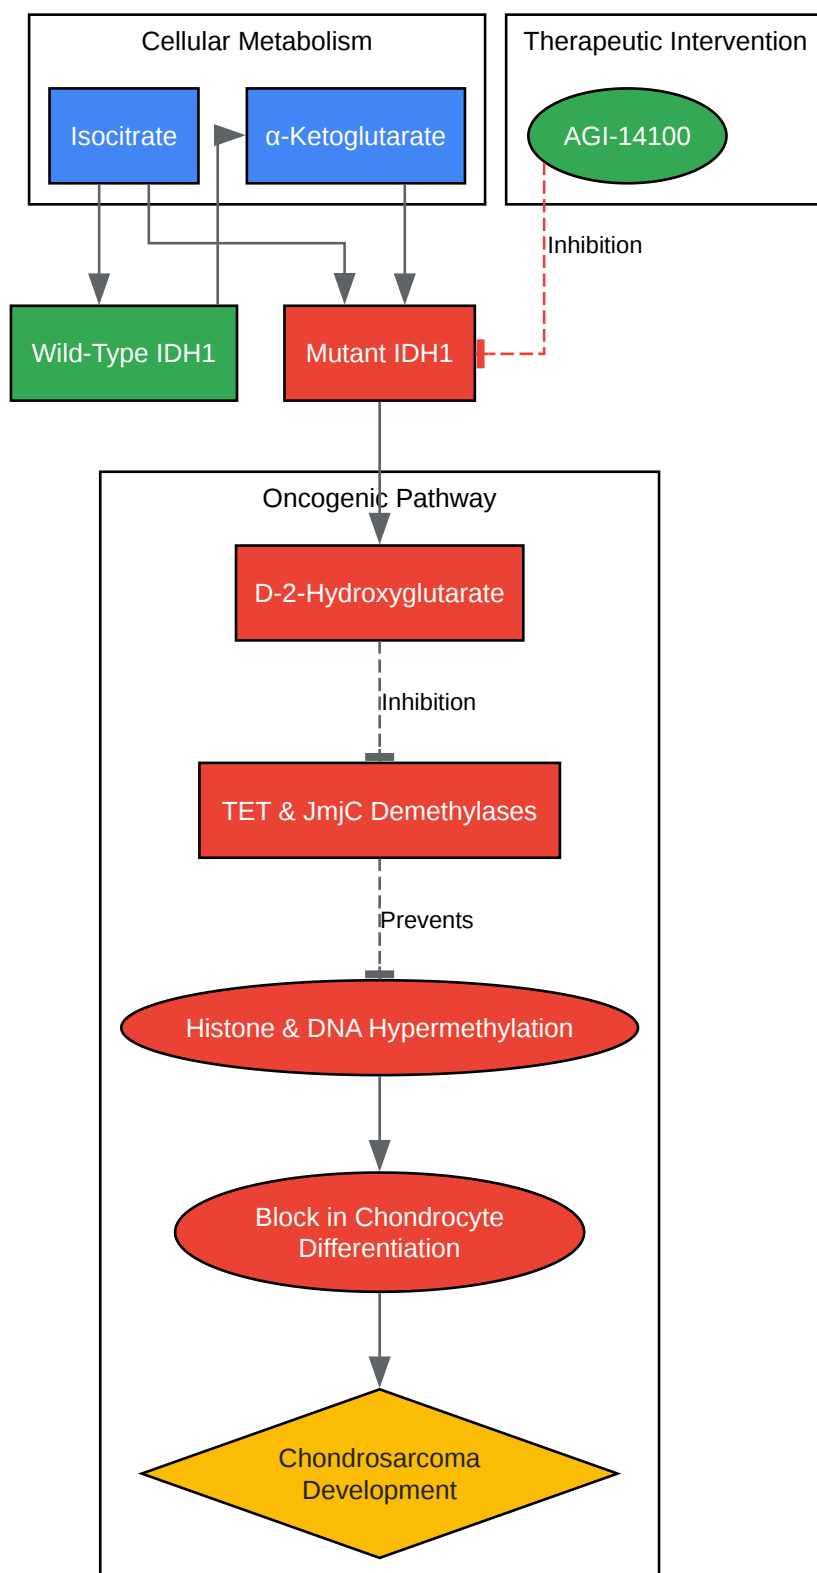 Cellular Metabolism
Therapeutic Intervention
Isocitrate
α-Ketoglutarate
AGI-14100
Inhibition
Wild-Type IDH1
Mutant IDH1
Oncogenic Pathway
D-2-Hydroxyglutarate
Inhibition
TET & JmjC Demethylases
Prevents
Histone & DNA Hypermethylation
Block in Chondrocyte
Differentiation
Chondrosarcoma
Development